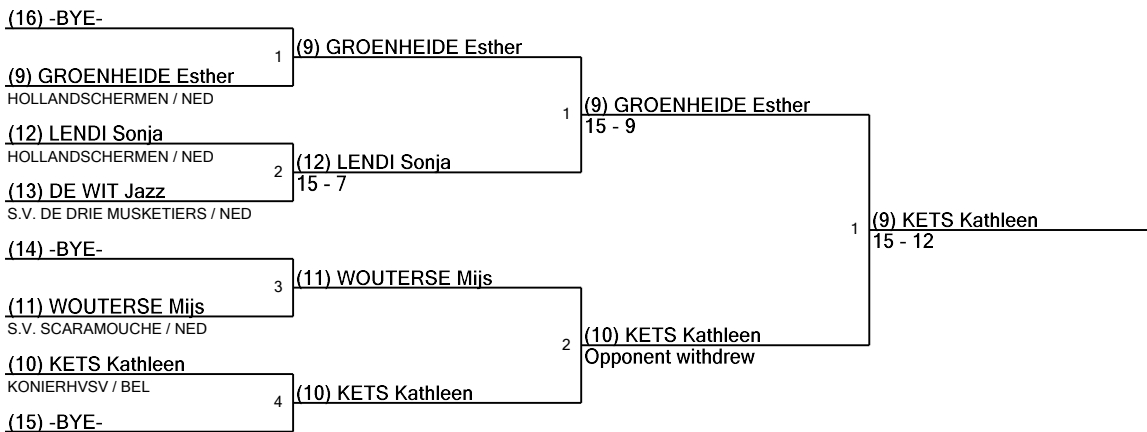 (16) -BYE-
1
(9) GROENHEIDE Esther
(9) GROENHEIDE Esther
HOLLANDSCHERMEN / NED
1
(9) GROENHEIDE Esther
15 - 9
(12) LENDI Sonja
HOLLANDSCHERMEN / NED
2
(12) LENDI Sonja
15 - 7
(13) DE WIT Jazz
S.V. DE DRIE MUSKETIERS / NED
1
(9) KETS Kathleen
15 - 12
(14) -BYE-
3
(11) WOUTERSE Mijs
(11) WOUTERSE Mijs
S.V. SCARAMOUCHE / NED
2
(10) KETS Kathleen
Opponent withdrew
(10) KETS Kathleen
KONIERHVSV / BEL
4
(10) KETS Kathleen
(15) -BYE-